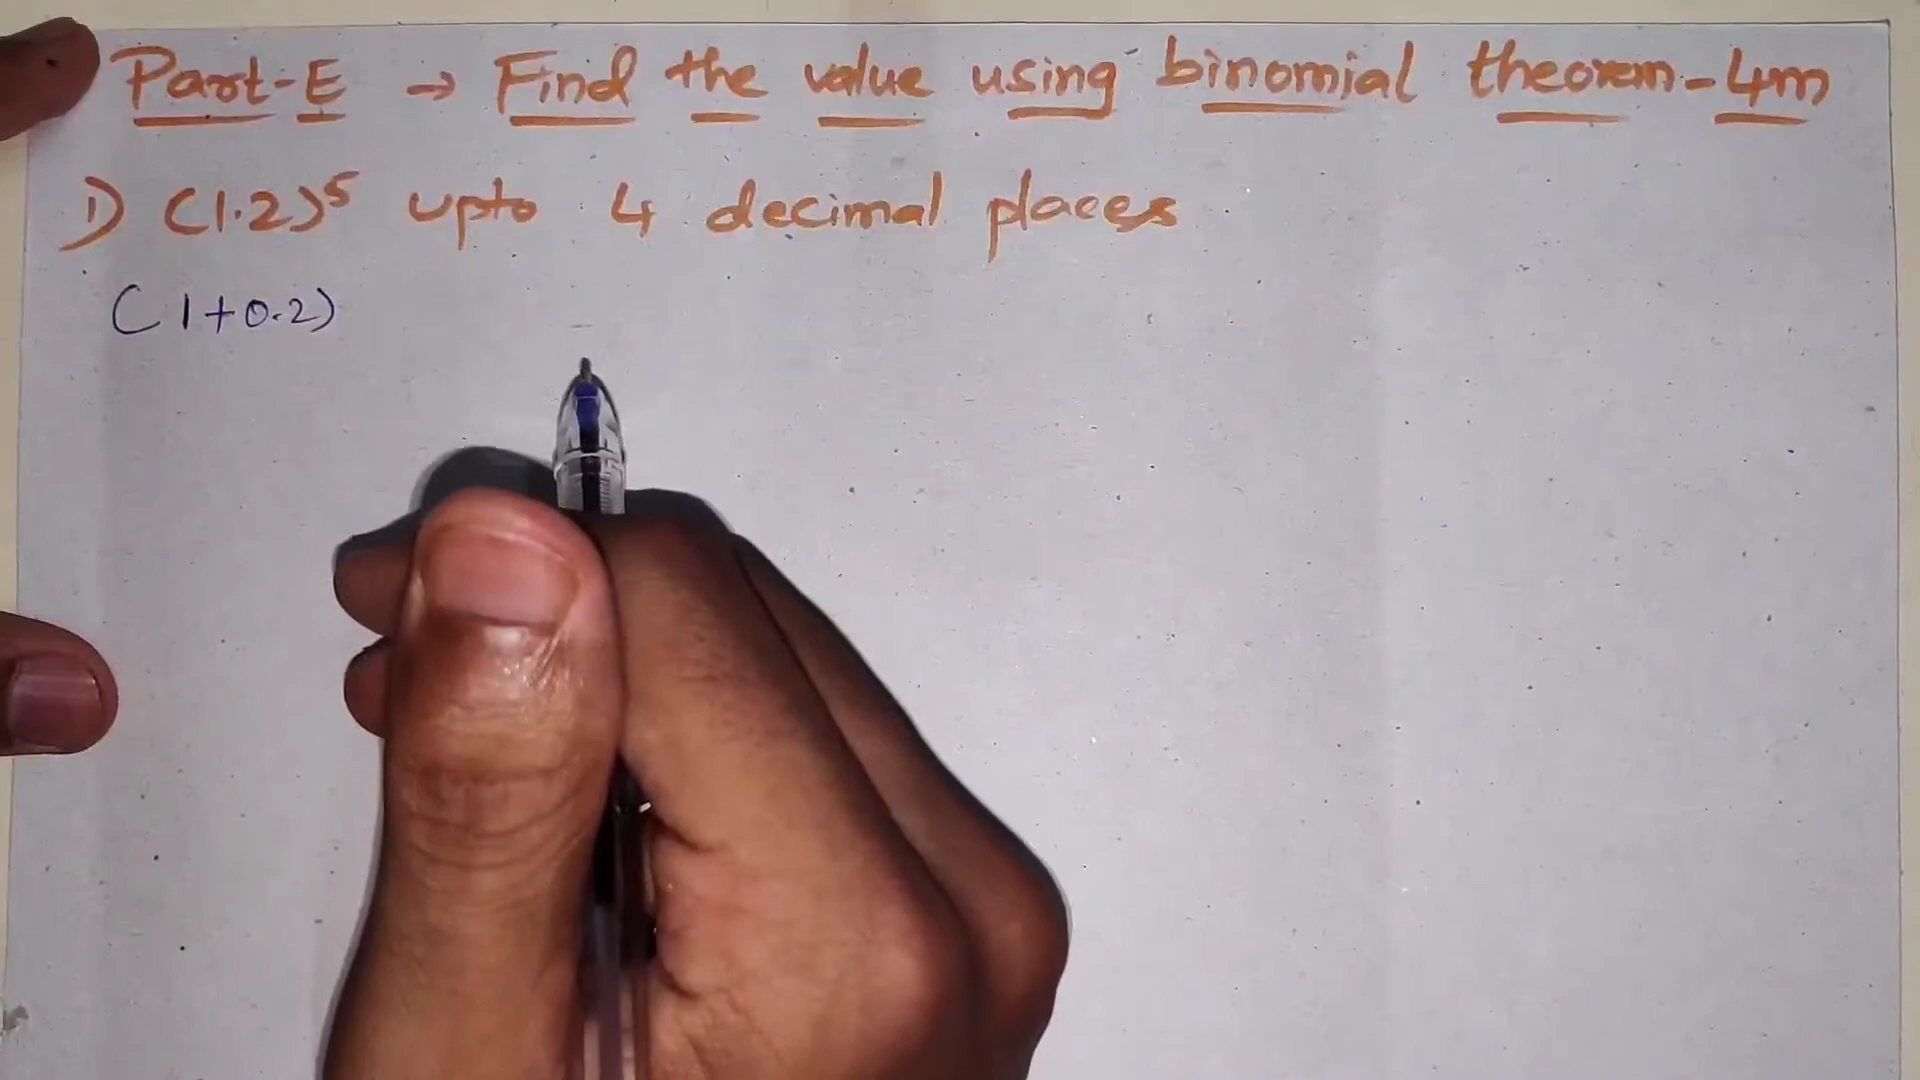 Part-E → Find the value using binomial theorem - 4m
1) (1.2)⁵ upto 4 decimal places
(1+0.2)